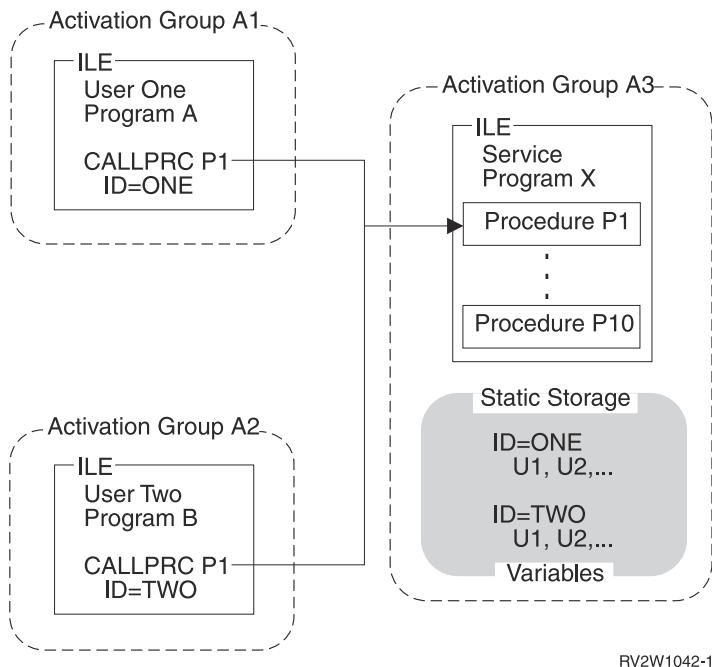 Activation Group A1
ILE
User One
Program A
CALLPRC P1
ID=ONE
Activation Group A2
ILE
User Two
Program B
CALLPRC P1
ID=TWO
Activation Group A3
ILE
Service
Program X
Procedure P1
Procedure P10
Static Storage
ID=ONE
U1, U2,...
ID=TWO
U1, U2,...
Variables
RV2W1042-1